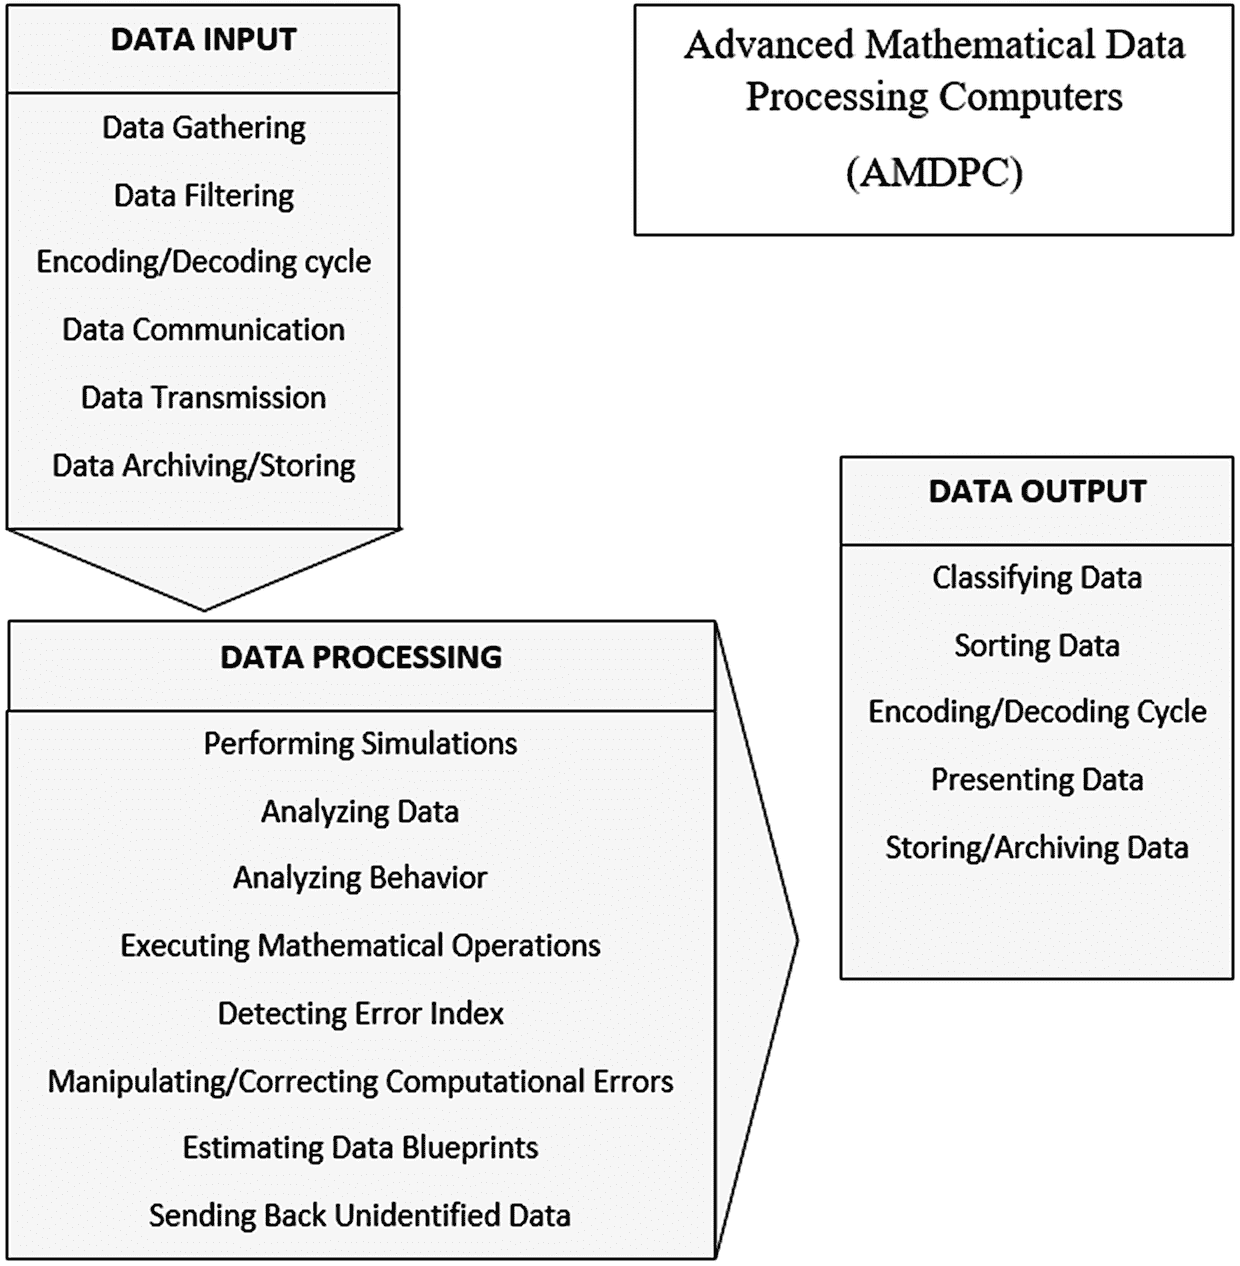 DATA INPUT
Data Gathering
Data Filtering
Encoding/Decoding cycle
Data Communication
Data Transmission
Data Archiving/Storing
Advanced Mathematical Data
Processing Computers
(AMDPC)
DATA PROCESSING
Performing Simulations
Analyzing Data
Analyzing Behavior
Executing Mathematical Operations
Detecting Error Index
Manipulating/Correcting Computational Errors
Estimating Data Blueprints
Sending Back Unidentified Data
DATA OUTPUT
Classifying Data
Sorting Data
Encoding/Decoding Cycle
Presenting Data
Storing/Archiving Data